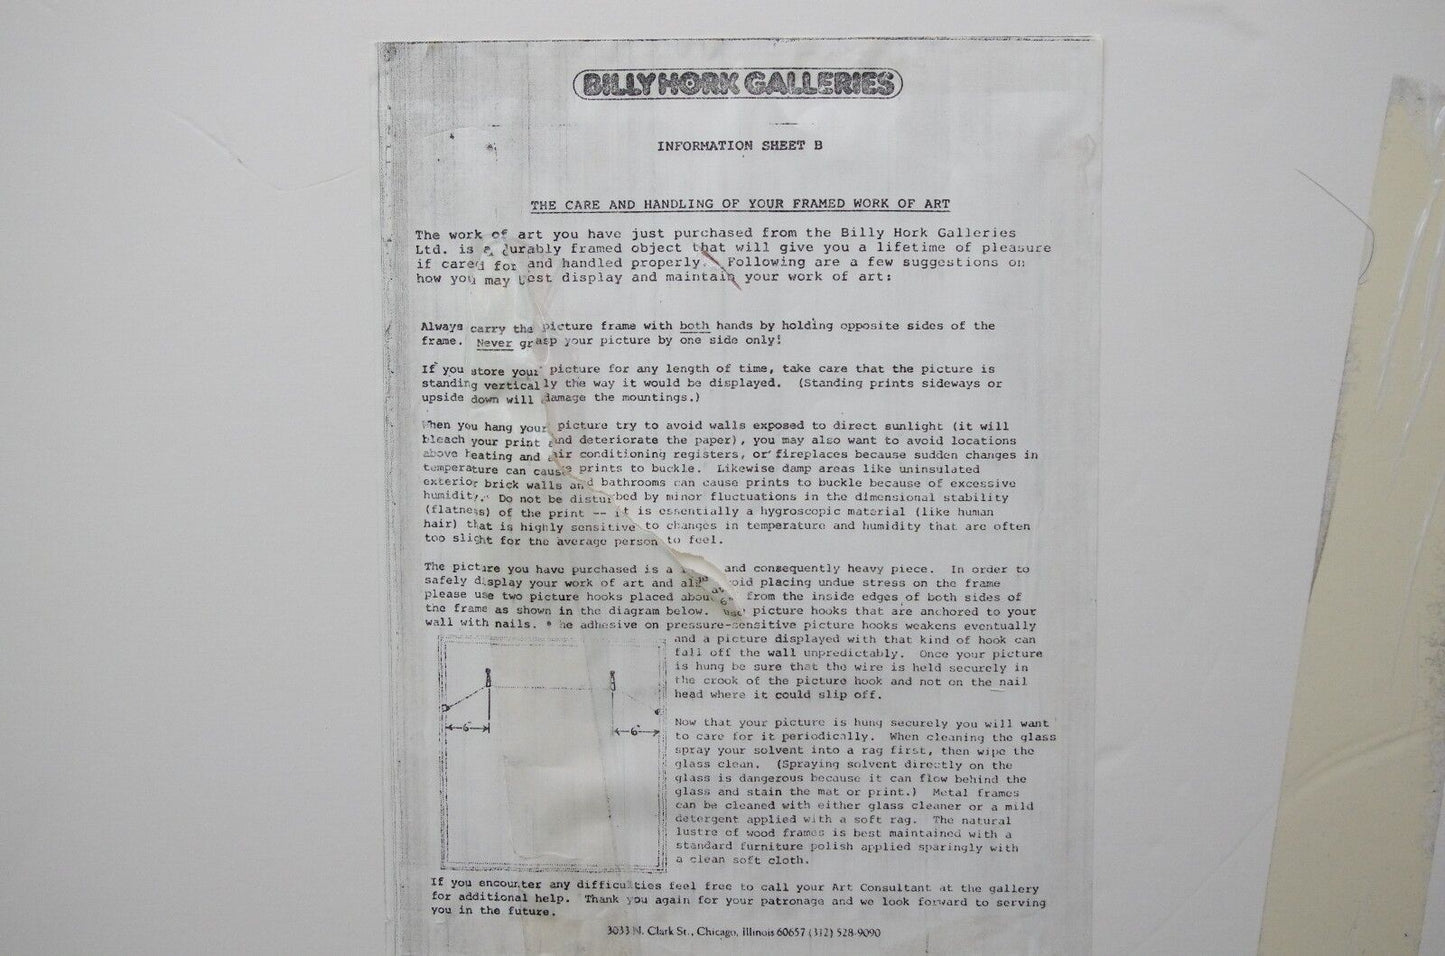 BILLY HORK GALLERIES
INFORMATION SHEET B
THE CARE AND HANDLING OF YOUR FRAMED WORK OF ART
The work of art you have just purchased from the Billy Hork Galleries
Ltd. is a durably framed object that will give you a lifetime of pleasure
if cared for and handled properly. Following are a few suggestions on
how you may best display and maintain your work of art:
Always carry the picture frame with both hands by holding opposite sides of the
frame. Never grasp your picture by one side only!
If you store your picture for any length of time, take care that the picture is
standing vertically the way it would be displayed. (Standing prints sideways or
upside down will damage the mountings.)
When you hang your picture try to avoid walls exposed to direct sunlight (it will
bleach your print and deteriorate the paper), you may also want to avoid locations
above heating and air conditioning registers, or fireplaces because sudden changes in
temperature can cause prints to buckle. Likewise damp areas like uninsulated
exterior brick walls and bathrooms can cause prints to buckle because of excessive
humidity. Do not be disturbed by minor fluctuations in the dimensional stability
(flatness) of the print -- it is essentially a hygroscopic material (like human
hair) that is highly sensitive to changes in temperature and humidity that are often
too slight for the average person to feel.
The picture you have purchased is a and consequently heavy piece. In order to
safely display your work of art and placing undue stress on the frame
please use two picture hooks placed about 6" from the inside edges of both sides of
the frame as shown in the diagram below. Use picture hooks that are anchored to your
wall with nails. The adhesive on pressure-sensitive picture hooks weakens eventually
and a picture displayed with that kind of hook can
fall off the wall unpredictably. Once your picture
is hung be sure that the wire is held securely in
the crook of the picture hook and not on the nail
head where it could slip off.
6"
6"
Now that your picture is hung securely you will want
to care for it periodically. When cleaning the glass
spray your solvent into a rag first, then wipe the
glass clean. (Spraying solvent directly on the
glass is dangerous because it can flow behind the
glass and stain the mat or print.) Metal frames
can be cleaned with either glass cleaner or a mild
detergent applied with a soft rag. The natural
lustre of wood frames is best maintained with a
standard furniture polish applied sparingly with
a clean soft cloth.
If you encounter any difficulties feel free to call your Art Consultant at the gallery
for additional help. Thank you again for your patronage and we look forward to serving
you in the future.
3033 N. Clark St., Chicago, Illinois 60657 (312) 528-9090